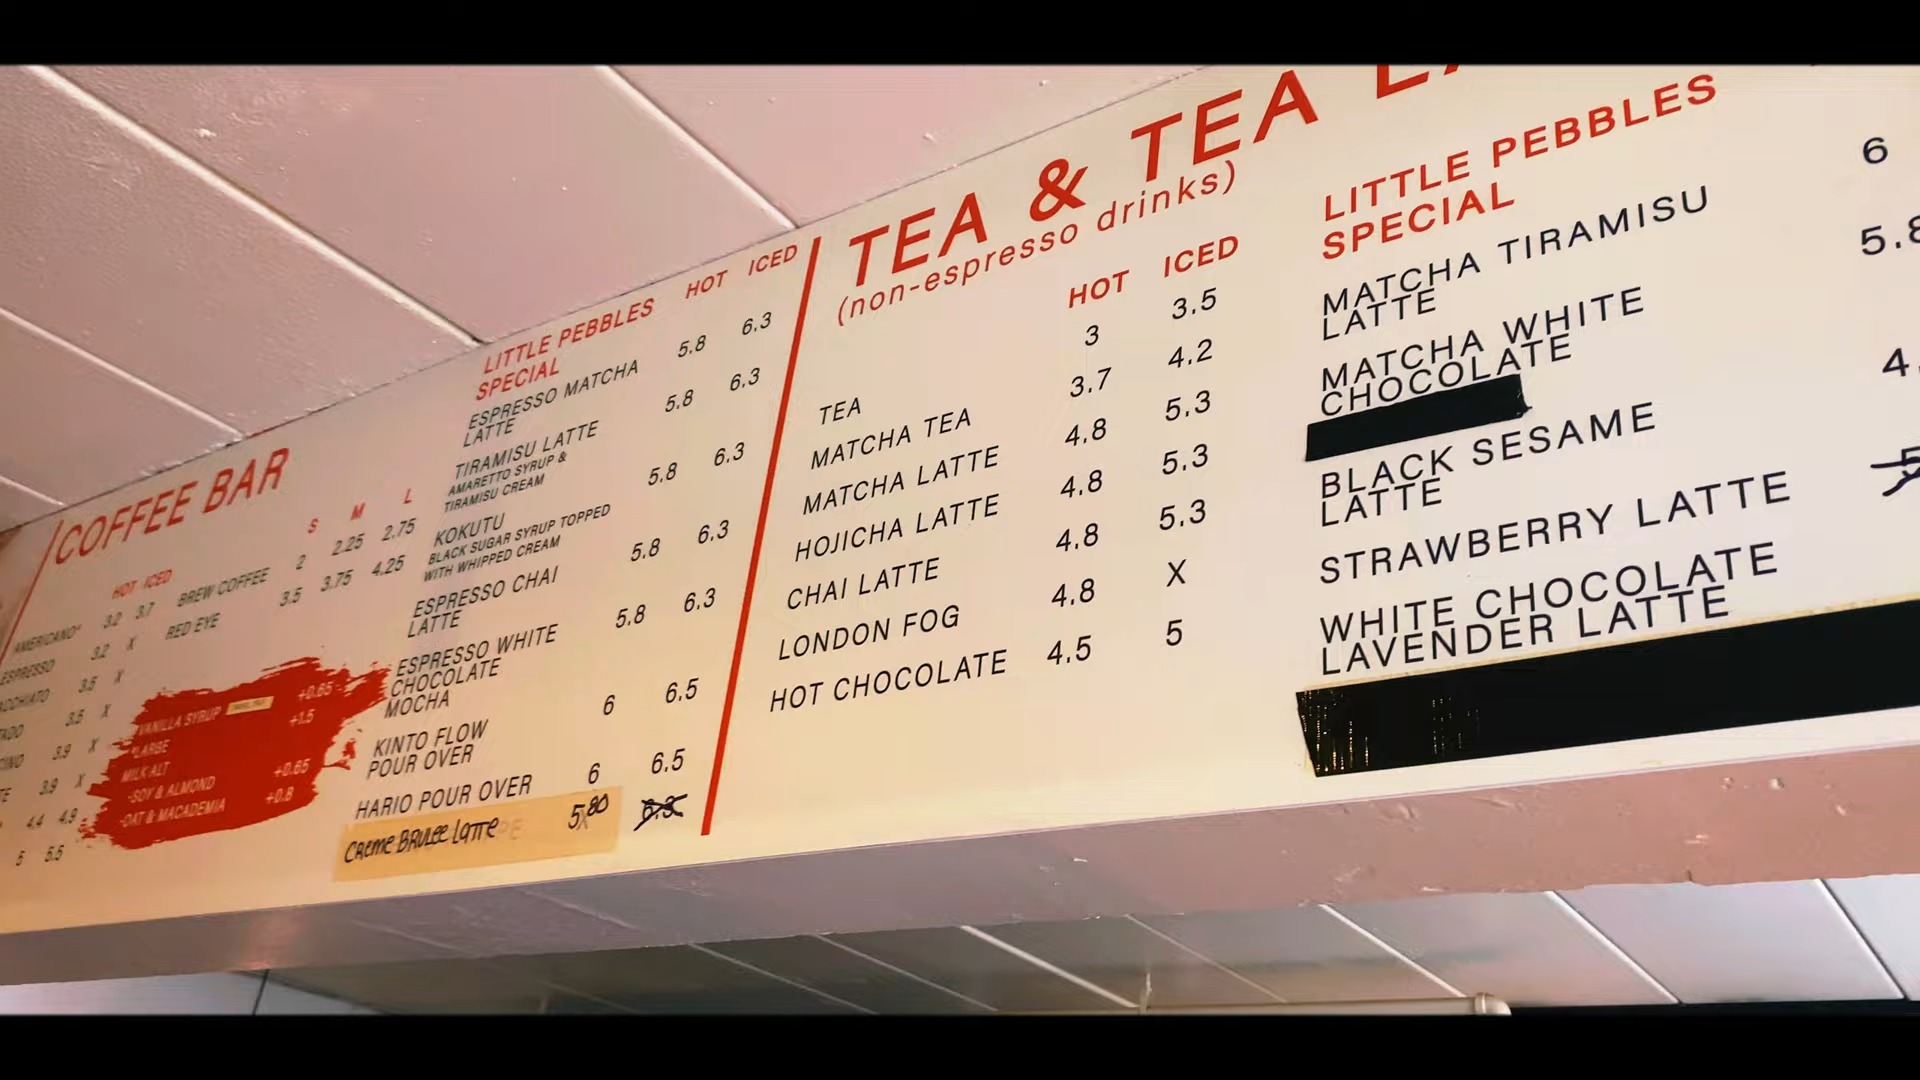 COFFEE BAR
HOT ICED
AMERICANO* 3.2 3.7
ESPRESSO 3.2 X
3.5 X
3.5 X
3.9 X
3.9 X
4.4 4.9
5 5.5
S M L
BREW COFFEE 2 2.25 2.75
RED EYE 3.5 3.75 4.25
VANILLA SYRUP +0.65
*LARGE +1.5
MILK ALT
-SOY & ALMOND +0.65
-OAT & MACADEMIA +0.8
LITTLE PEBBLES HOT ICED
SPECIAL
ESPRESSO MATCHA 5.8 6.3
LATTE
TIRAMISU LATTE 5.8 6.3
AMARETTO SYRUP &
TIRAMISU CREAM
KOKUTU 5.8 6.3
BLACK SUGAR SYRUP TOPPED
WITH WHIPPED CREAM
ESPRESSO CHAI 5.8 6.3
LATTE
ESPRESSO WHITE 5.8 6.3
CHOCOLATE
MOCHA
KINTO FLOW 6 6.5
POUR OVER
HARIO POUR OVER 6 6.5
CREME BRULEE LATTE 5.80 6.3
TEA & TEA
(non-espresso drinks)
HOT ICED
TEA 3 3.5
MATCHA TEA 3.7 4.2
MATCHA LATTE 4.8 5.3
HOJICHA LATTE 4.8 5.3
CHAI LATTE 4.8 5.3
LONDON FOG 4.8 X
HOT CHOCOLATE 4.5 5
LITTLE PEBBLES
SPECIAL
MATCHA TIRAMISU 6
LATTE
MATCHA WHITE 5.8
CHOCOLATE
BLACK SESAME 4.
LATTE
STRAWBERRY LATTE 5
WHITE CHOCOLATE
LAVENDER LATTE